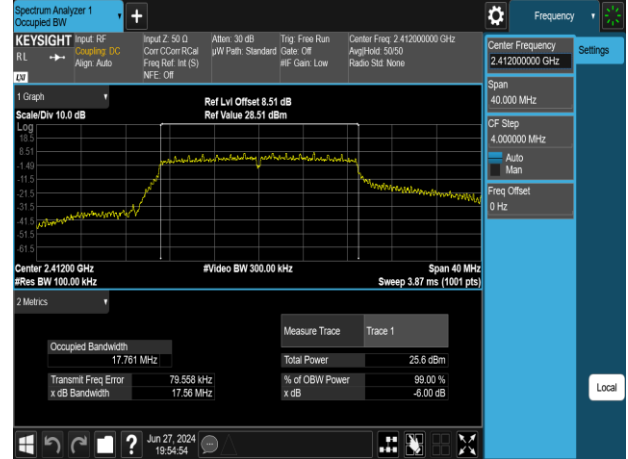 Spectrum Analyzer 1
Occupied BW
Frequency
KEYSIGHT
RL
LXI
Input: RF
Coupling: DC
Align: Auto
Input Z: 50 Ω
Corr CCorr RCal
Freq Ref: Int (S)
NFE: Off
Atten: 30 dB
µW Path: Standard
Trig: Free Run
Gate: Off
#IF Gain: Low
Center Freq: 2.412000000 GHz
Avg|Hold: 50/50
Radio Std: None
Center Frequency
2.412000000 GHz
Settings
Span
40.000 MHz
CF Step
4.000000 MHz
Auto
Man
Freq Offset
0 Hz
Local
1 Graph
Scale/Div 10.0 dB
Ref Lvl Offset 8.51 dB
Ref Value 28.51 dBm
Log
18.5
8.51
-1.49
-11.5
-21.5
-31.5
-41.5
-51.5
-61.5
Center 2.41200 GHz
#Video BW 300.00 kHz
Span 40 MHz
#Res BW 100.00 kHz
Sweep 3.87 ms (1001 pts)
2 Metrics
Measure Trace
Trace 1
Occupied Bandwidth
17.761 MHz
Total Power
25.6 dBm
Transmit Freq Error
79.558 kHz
% of OBW Power
99.00 %
x dB Bandwidth
17.56 MHz
x dB
-6.00 dB
?
Jun 27, 2024
19:54:54